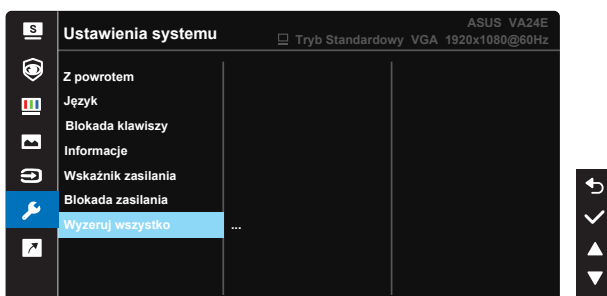 S
Ustawienia systemu
ASUS VA24E
Tryb Standardowy VGA 1920x1080@60Hz
Z powrotem
Język
Blokada klawiszy
Informacje
Wskaźnik zasilania
Blokada zasilania
Wyzeruj wszystko ...